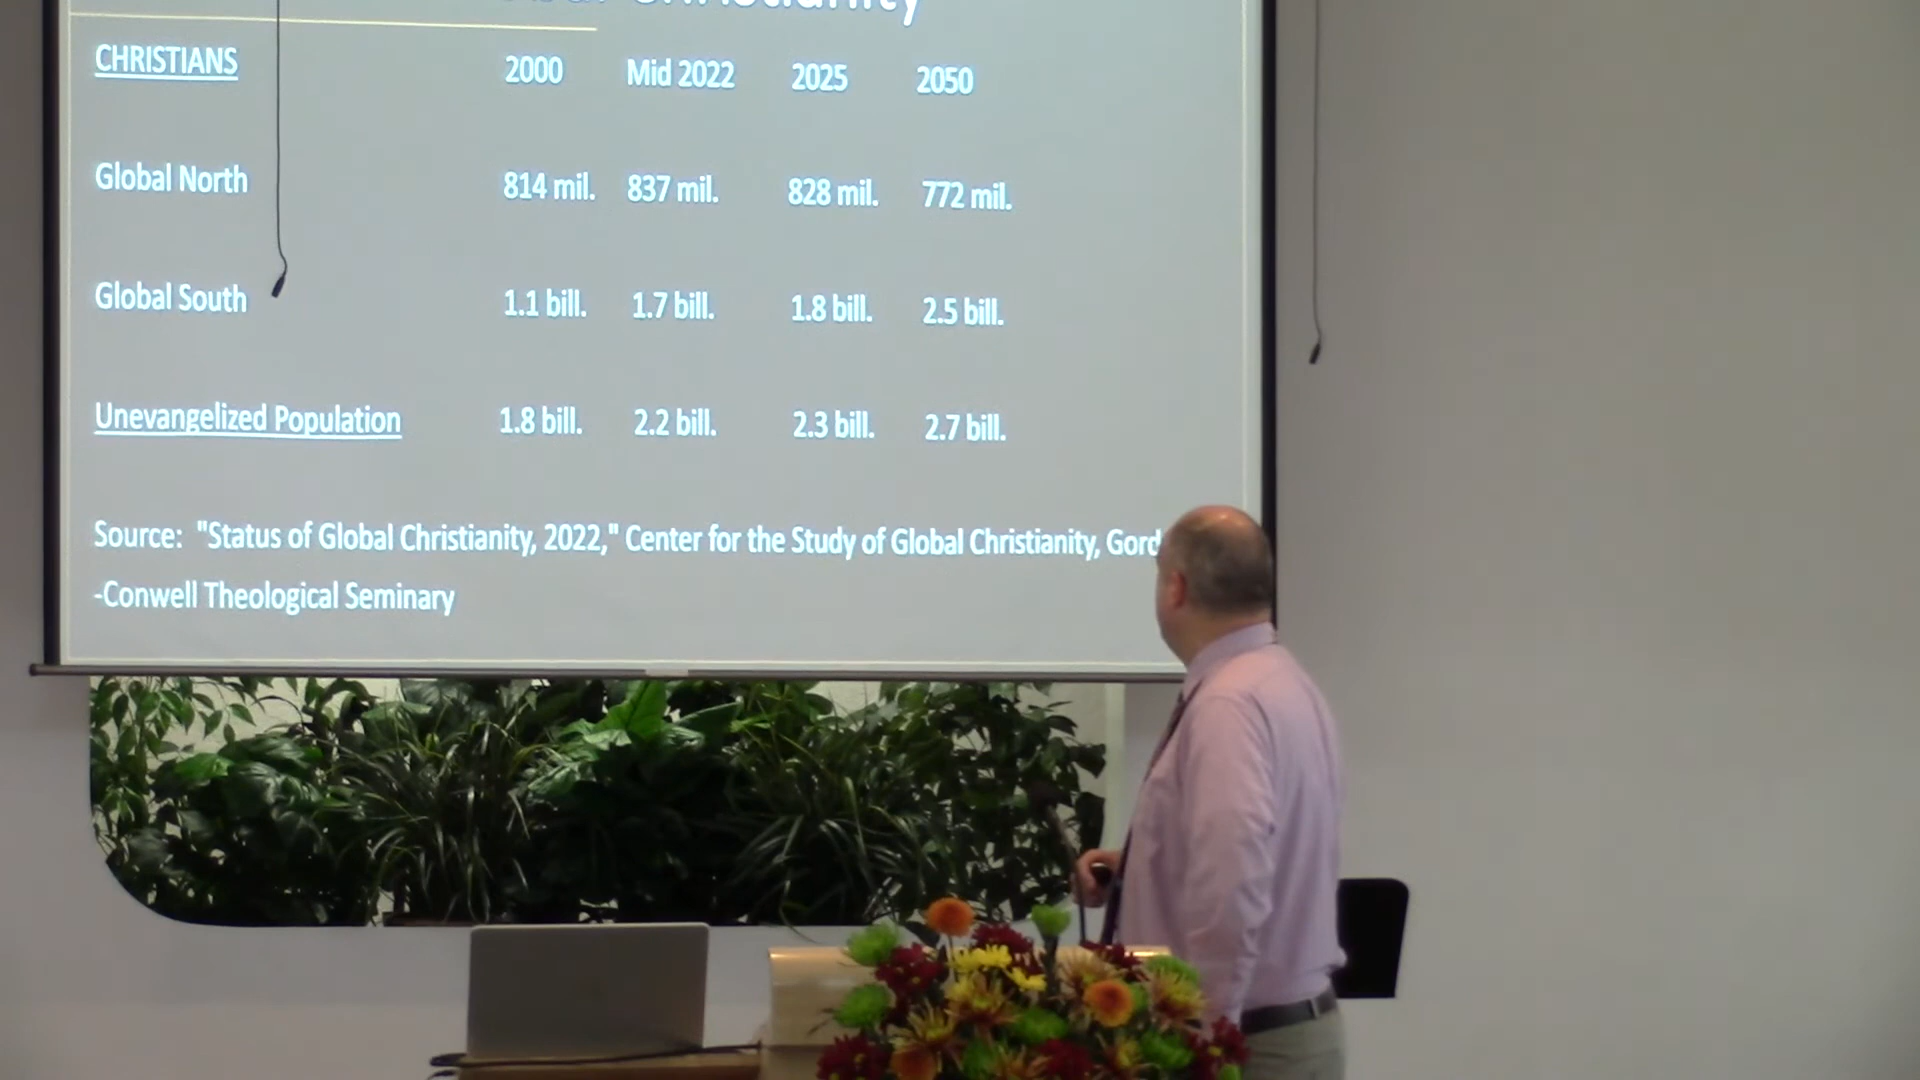 CHRISTIANS 2000 Mid 2022 2025 2050
Global North 814 mil. 837 mil. 828 mil. 772 mil.
Global South 1.1 bill. 1.7 bill. 1.8 bill. 2.5 bill.
Unevangelized Population 1.8 bill. 2.2 bill. 2.3 bill. 2.7 bill.
Source: "Status of Global Christianity, 2022," Center for the Study of Global Christianity, Gord
-Conwell Theological Seminary